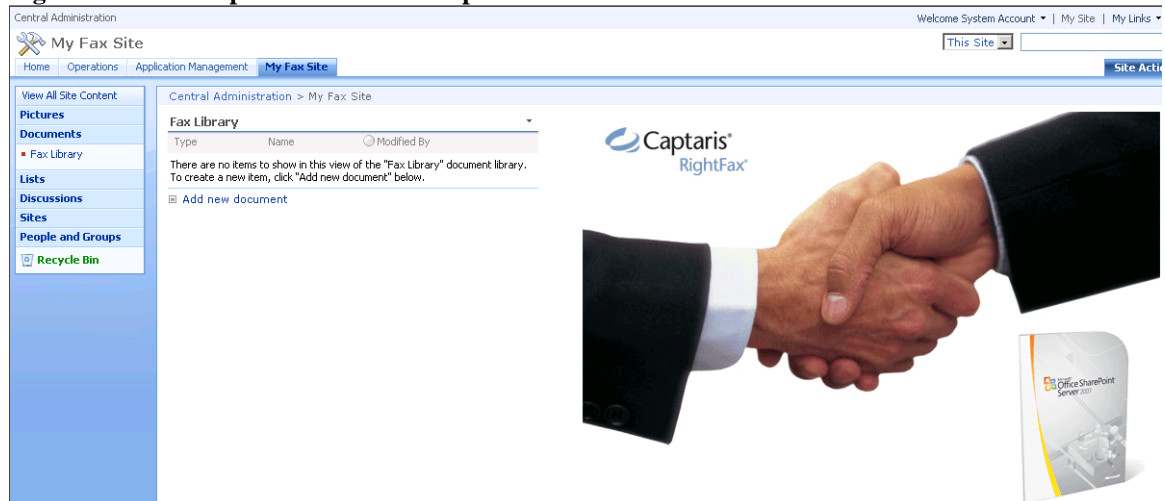 Central Administration
Welcome System Account | My Site | My Links
My Fax Site
This Site
Home Operations Application Management My Fax Site
Site Acti
View All Site Content
Pictures
Documents
Fax Library
Lists
Discussions
Sites
People and Groups
Recycle Bin
Central Administration > My Fax Site
Fax Library
Type Name Modified By
There are no items to show in this view of the "Fax Library" document library.
To create a new item, click "Add new document" below.
Add new document
Captaris
RightFax
Microsoft
Office SharePoint
Server 2007